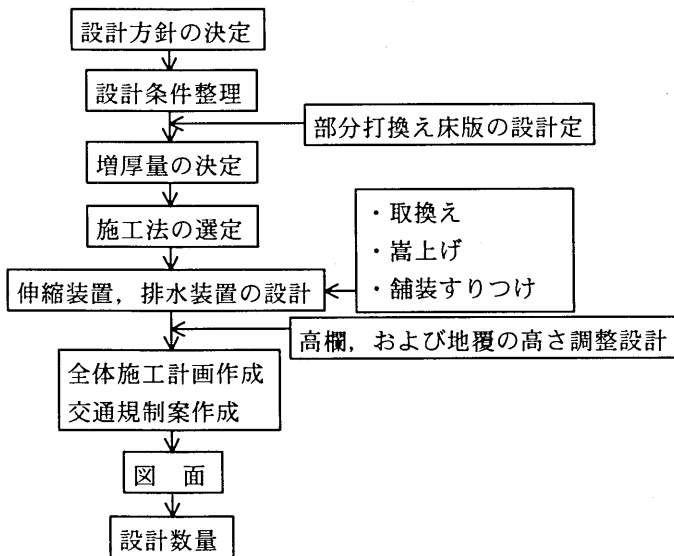 設計方針の決定
設計条件整理
部分打換え床版の設計定
増厚量の決定
施工法の選定
・取換え
・嵩上げ
・舗装すりつけ
伸縮装置，排水装置の設計
高欄，および地覆の高さ調整設計
全体施工計画作成
交通規制案作成
図　面
設計数量